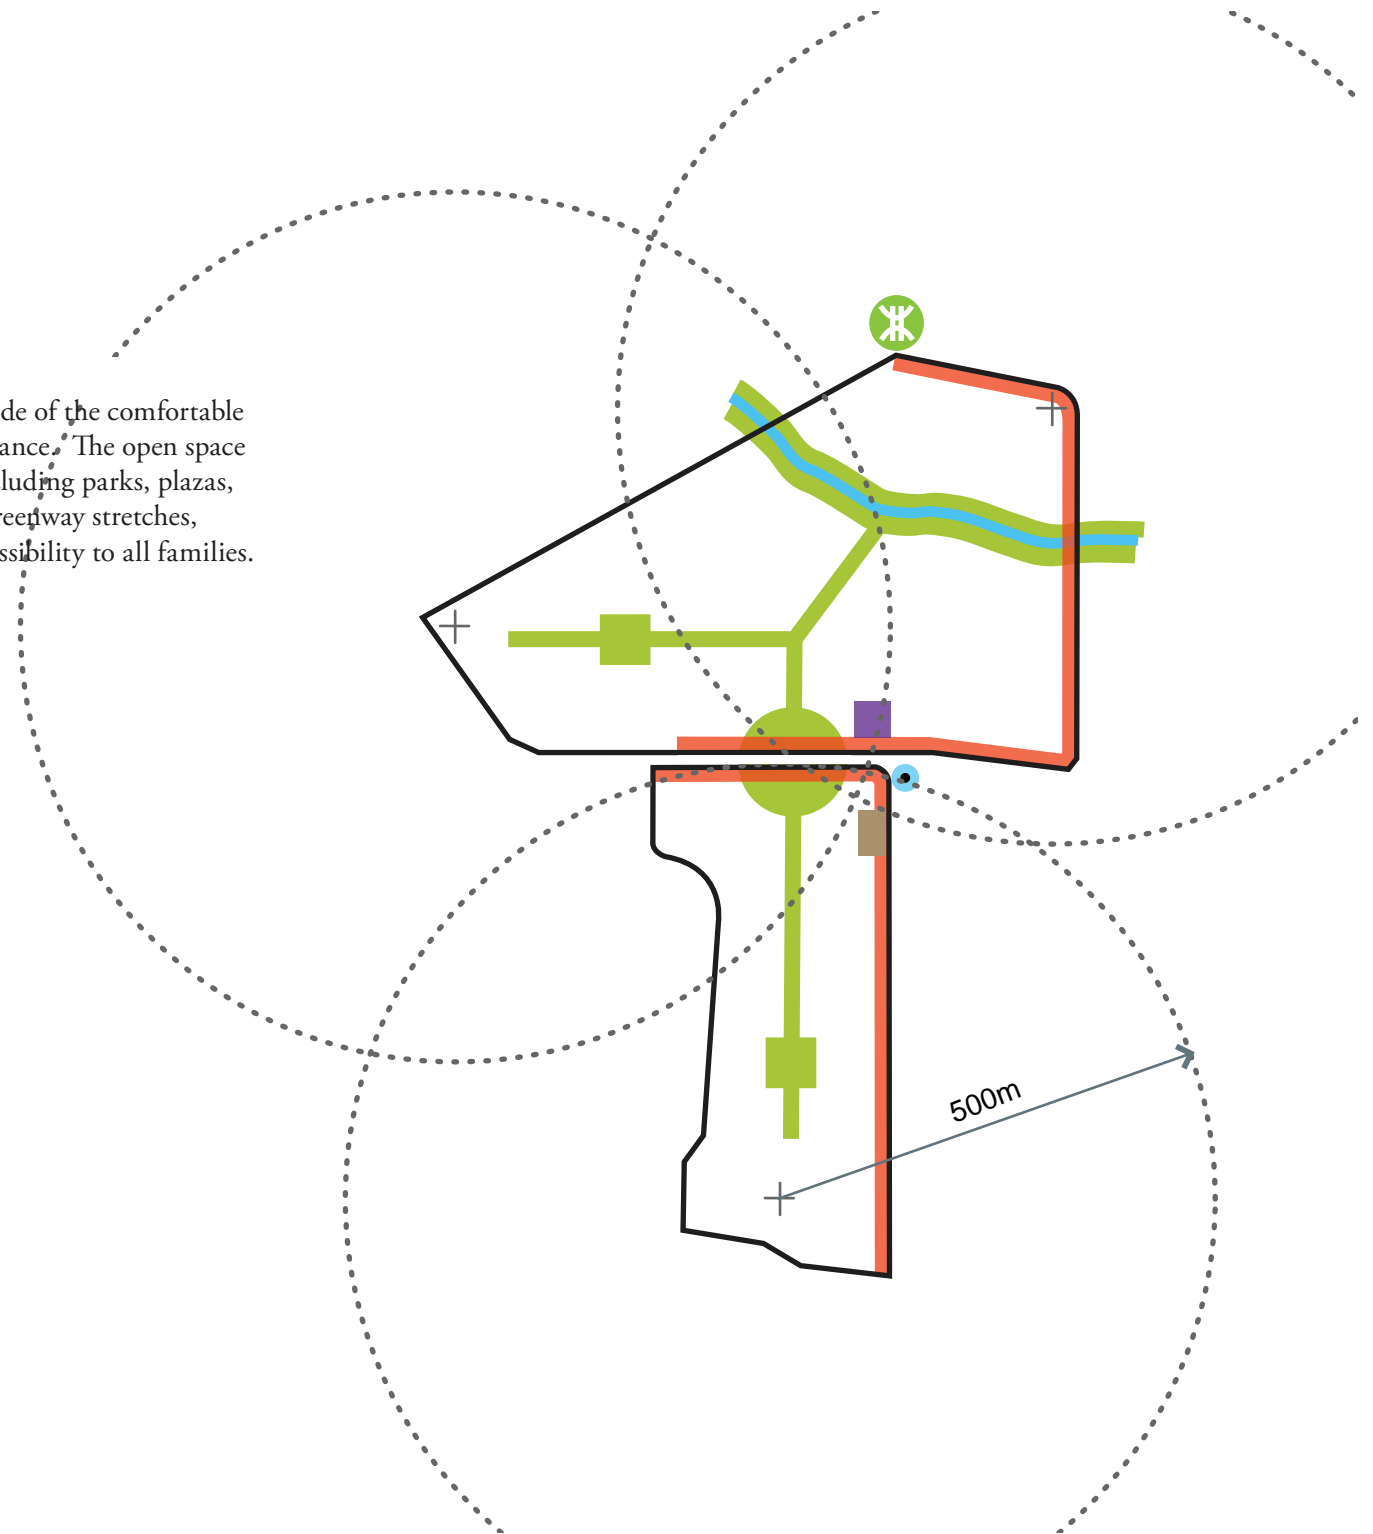 de of the comfortable
ance. The open space
luding parks, plazas,
reenway stretches,
ssibility to all families.
500m